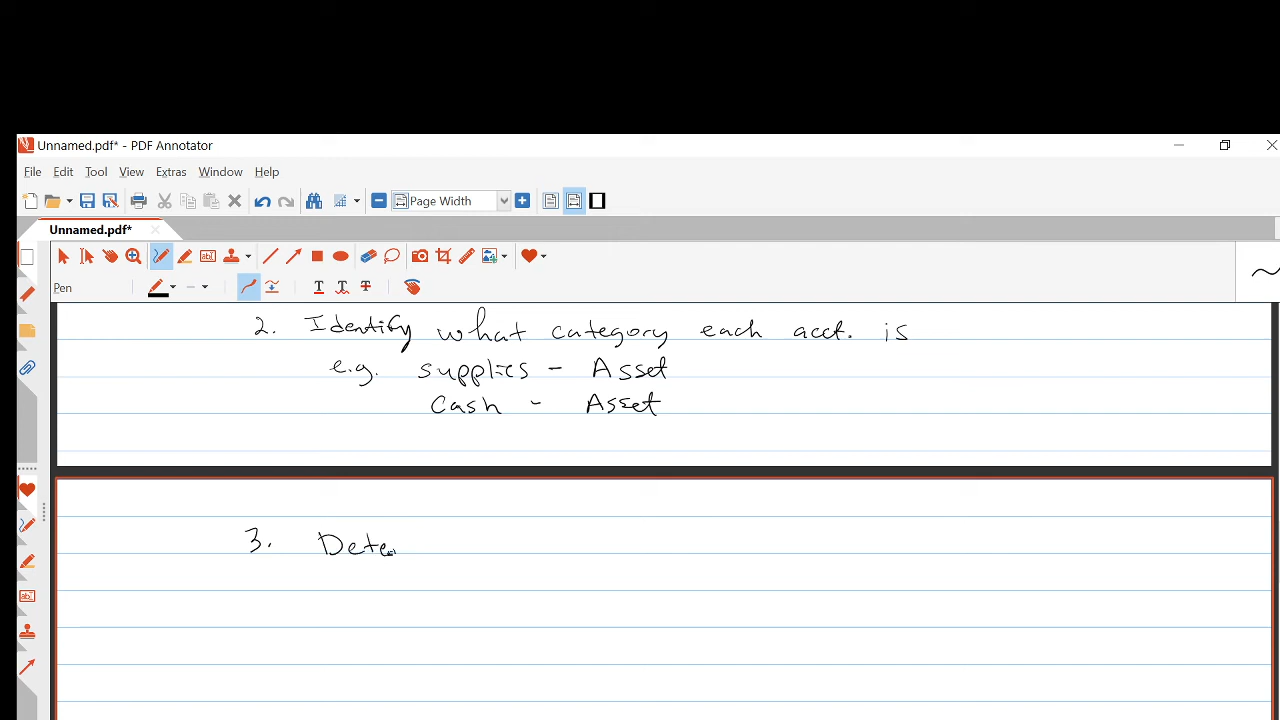 Unnamed.pdf* - PDF Annotator
File Edit Tool View Extras Window Help
Page Width
Unnamed.pdf*
Pen
2. Identify what category each acct. is
e.g. supplies - Asset
Cash - Asset
3. Dete